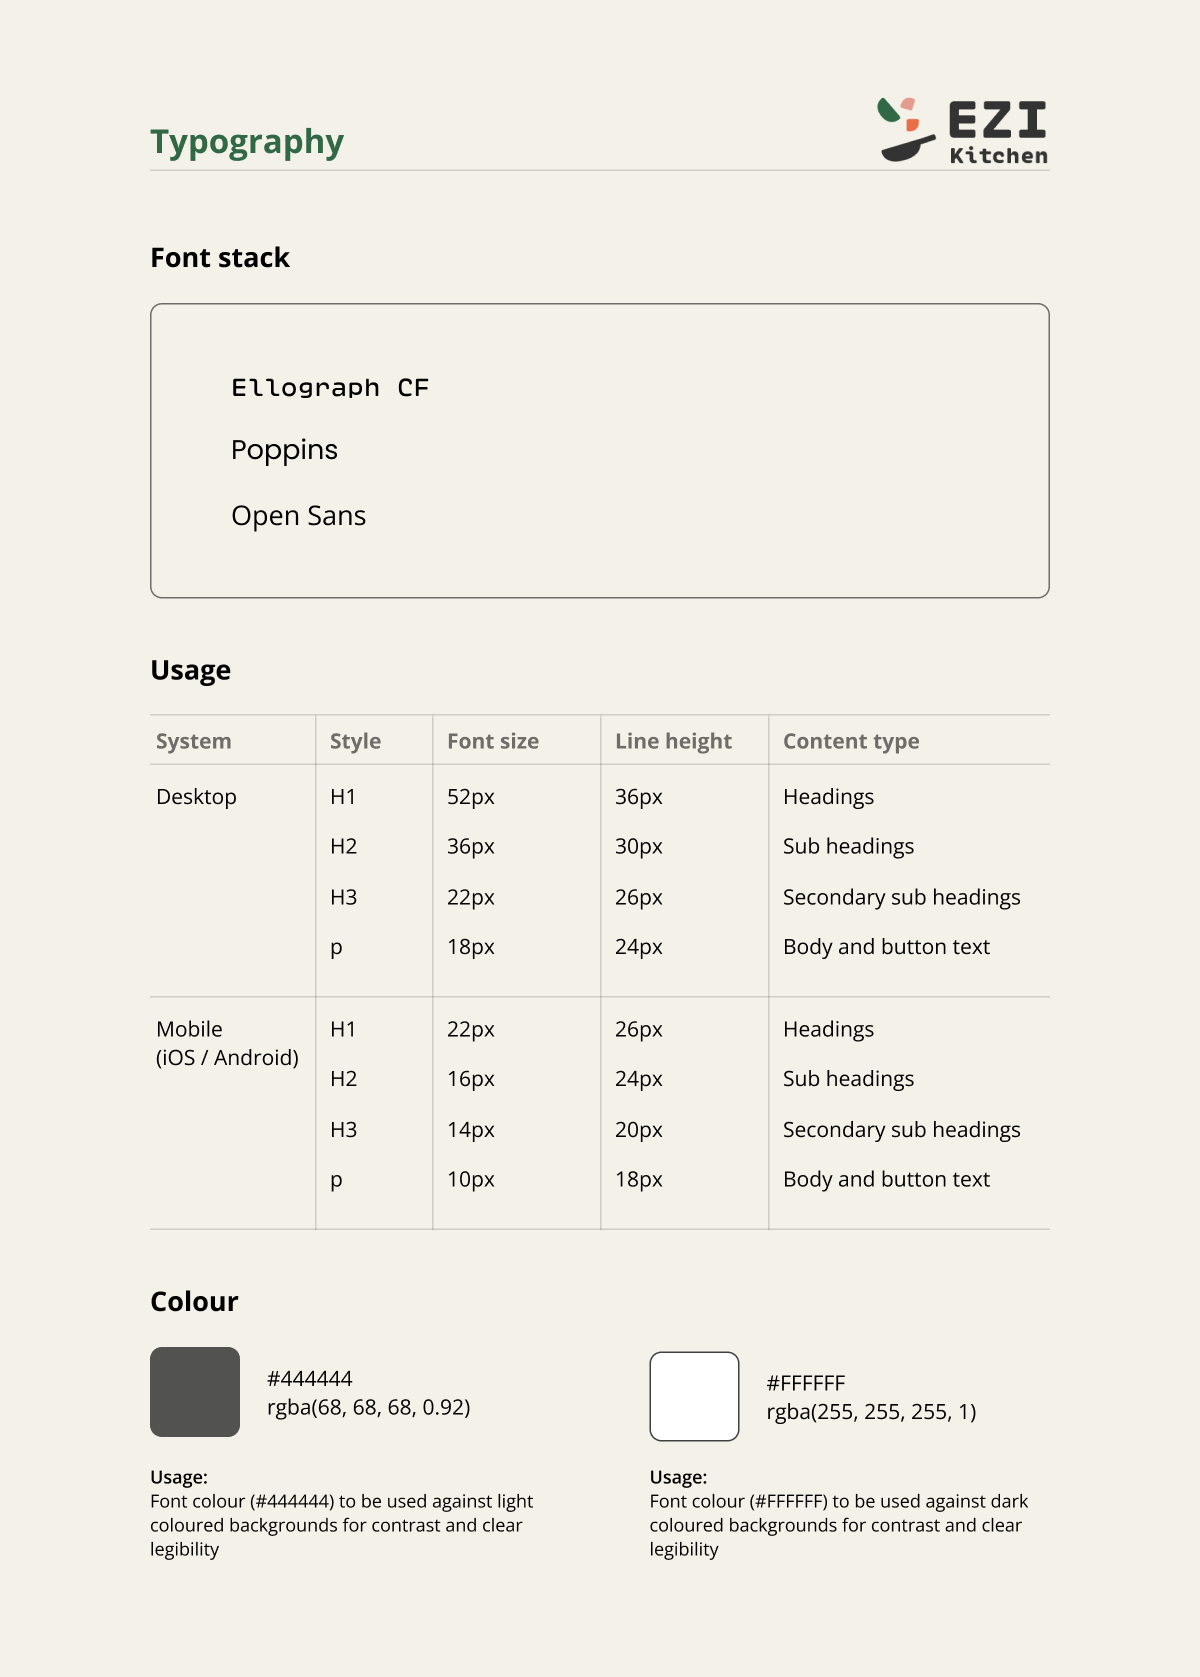 Typography
EZI
Kitchen
Font stack
Ellograph CF
Poppins
Open Sans
Usage
System Style Font size Line height Content type
Desktop H1 52px 36px Headings
H2 36px 30px Sub headings
H3 22px 26px Secondary sub headings
p 18px 24px Body and button text
Mobile H1 22px 26px Headings
(iOS / Android)
H2 16px 24px Sub headings
H3 14px 20px Secondary sub headings
p 10px 18px Body and button text
Colour
#444444
rgba(68, 68, 68, 0.92)
Usage:
Font colour (#444444) to be used against light
coloured backgrounds for contrast and clear
legibility
#FFFFFF
rgba(255, 255, 255, 1)
Usage:
Font colour (#FFFFFF) to be used against dark
coloured backgrounds for contrast and clear
legibility